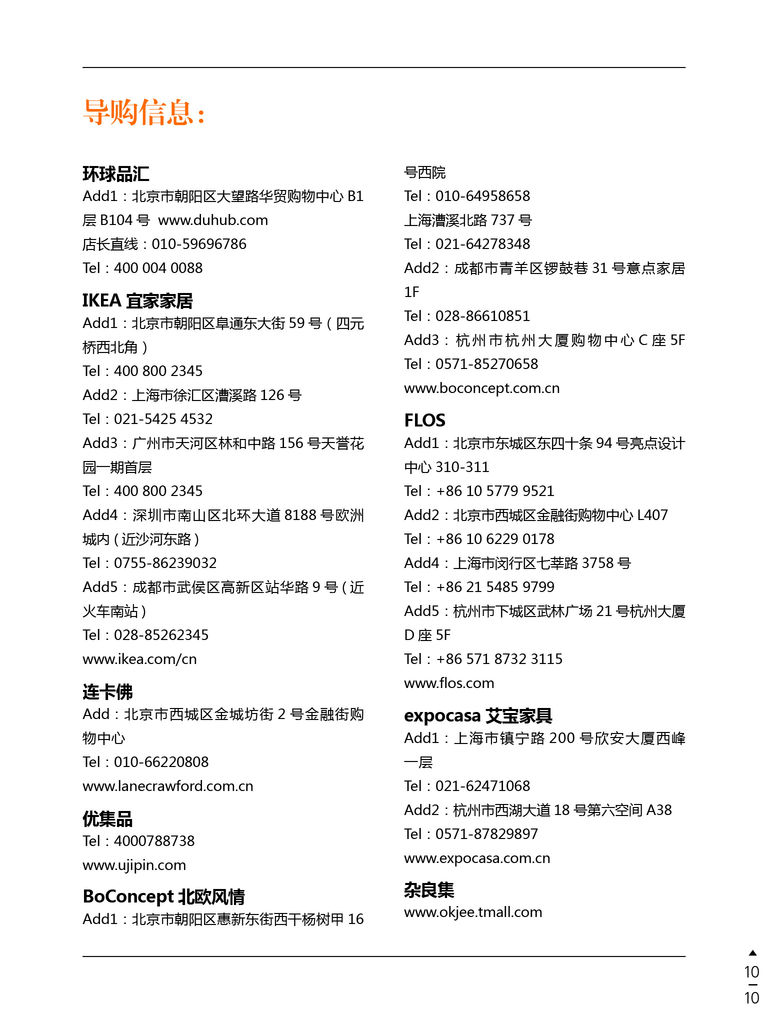 导购信息：
环球品汇
Add1：北京市朝阳区大望路华贸购物中心 B1
层 B104 号  www.duhub.com
店长直线：010-59696786
Tel：400 004 0088
IKEA 宜家家居
Add1：北京市朝阳区阜通东大街 59 号（四元
桥西北角）
Tel：400 800 2345
Add2：上海市徐汇区漕溪路 126 号
Tel：021-5425 4532
Add3：广州市天河区林和中路 156 号天誉花
园一期首层
Tel：400 800 2345
Add4：深圳市南山区北环大道 8188 号欧洲
城内（近沙河东路）
Tel：0755-86239032
Add5：成都市武侯区高新区站华路 9 号（近
火车南站）
Tel：028-85262345
www.ikea.com/cn
连卡佛
Add：北京市西城区金城坊街 2 号金融街购
物中心
Tel：010-66220808
www.lanecrawford.com.cn
优集品
Tel：4000788738
www.ujipin.com
BoConcept 北欧风情
Add1：北京市朝阳区惠新东街西干杨树甲 16
号西院
Tel：010-64958658
上海漕溪北路 737 号
Tel：021-64278348
Add2：成都市青羊区锣鼓巷 31 号意点家居
1F
Tel：028-86610851
Add3：杭州市杭州大厦购物中心 C 座 5F
Tel：0571-85270658
www.boconcept.com.cn
FLOS
Add1：北京市东城区东四十条 94 号亮点设计
中心 310-311
Tel：+86 10 5779 9521
Add2：北京市西城区金融街购物中心 L407
Tel：+86 10 6229 0178
Add4：上海市闵行区七莘路 3758 号
Tel：+86 21 5485 9799
Add5：杭州市下城区武林广场 21 号杭州大厦
D 座 5F
Tel：+86 571 8732 3115
www.flos.com
expocasa 艾宝家具
Add1：上海市镇宁路 200 号欣安大厦西峰
一层
Tel：021-62471068
Add2：杭州市西湖大道 18 号第六空间 A38
Tel：0571-87829897
www.expocasa.com.cn
杂良集
www.okjee.tmall.com
10
10